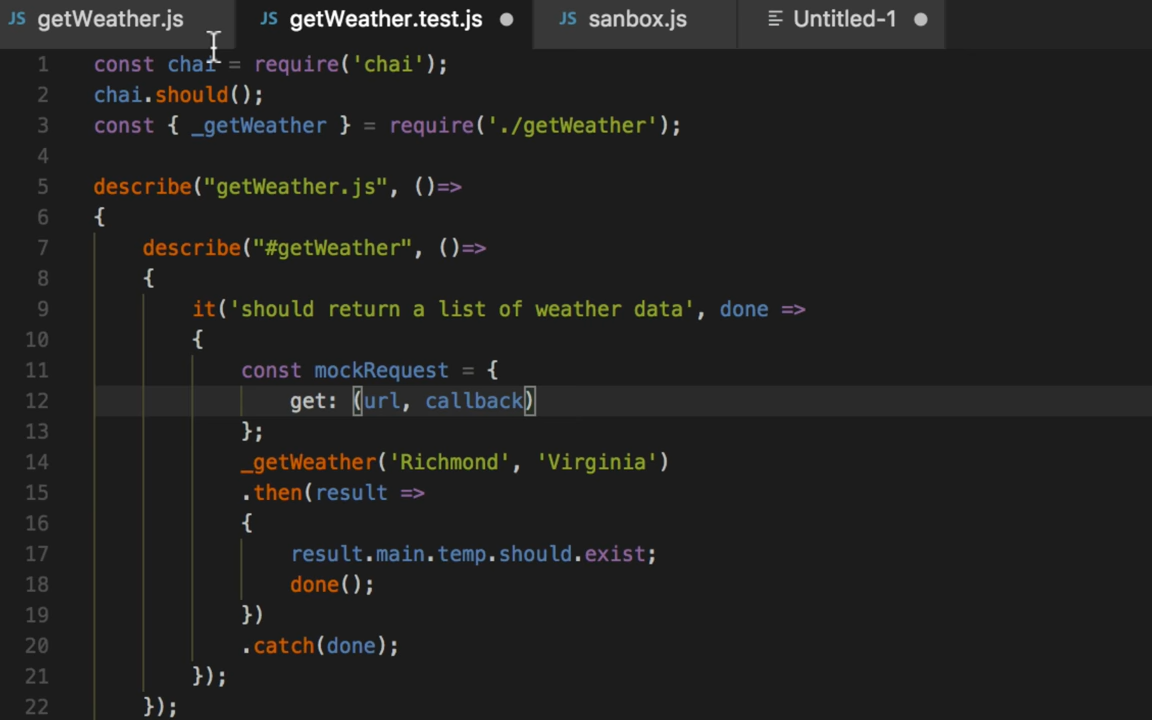 JS getWeather.js JS getWeather.test.js JS sanbox.js Untitled-1
1 const chai = require('chai');
2 chai.should();
3 const { _getWeather } = require('./getWeather');
4
5 describe("getWeather.js", ()=>
6 {
7 describe("#getWeather", ()=>
8 {
9 it('should return a list of weather data', done =>
10 {
11 const mockRequest = {
12 get: (url, callback)
13 };
14 _getWeather('Richmond', 'Virginia')
15 .then(result =>
16 {
17 result.main.temp.should.exist;
18 done();
19 })
20 .catch(done);
21 });
22 });